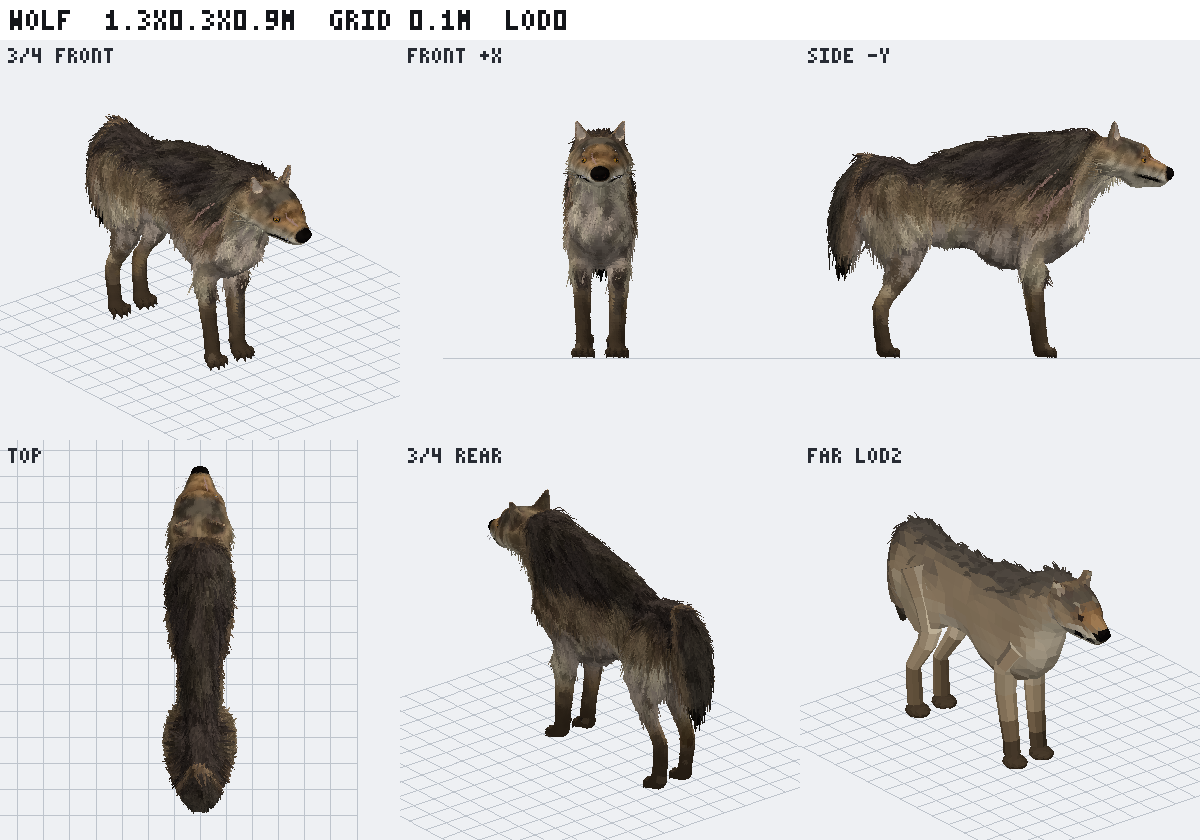 WOLF 1.3X0.3X0.9M GRID 0.1M LOD0
3/4 FRONT
FRONT +X
SIDE -Y
TOP
3/4 REAR
FAR LOD2